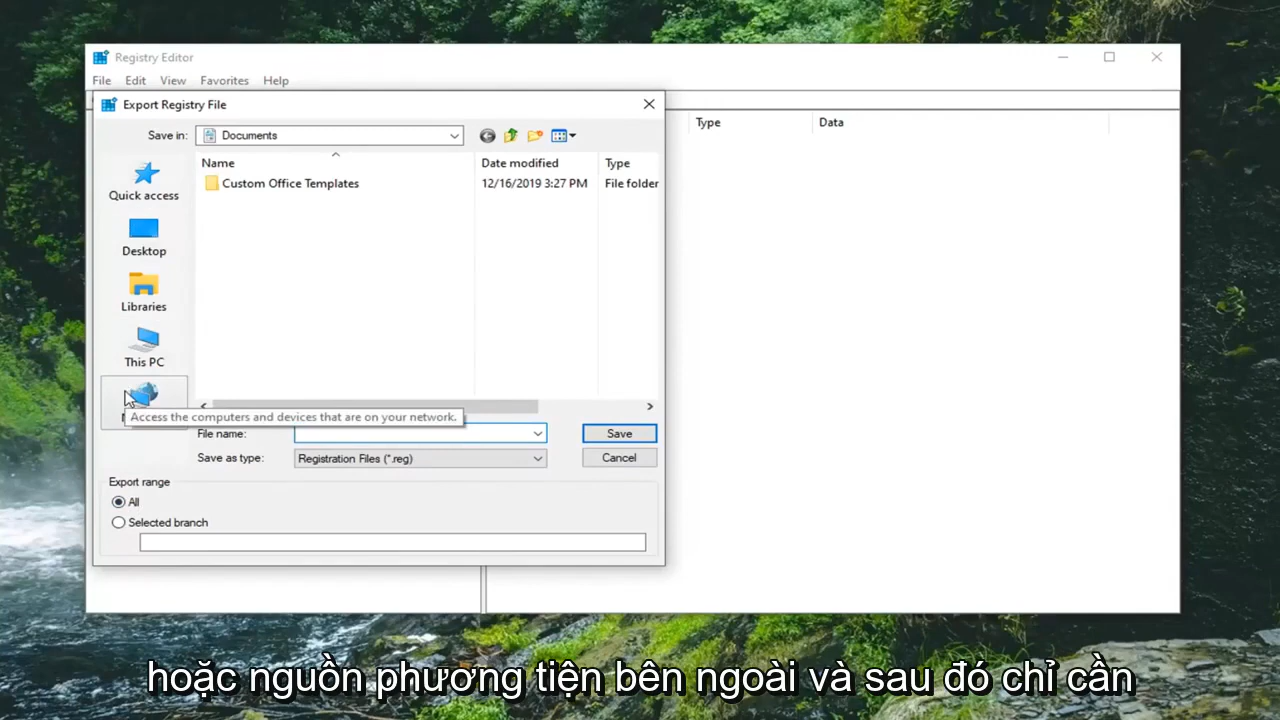 Registry Editor
File Edit View Favorites Help
Export Registry File
Save in: Documents
Type Data
Name Date modified Type
Custom Office Templates 12/16/2019 3:27 PM File folder
Quick access
Desktop
Libraries
This PC
Access the computers and devices that are on your network.
File name: Save
Save as type: Registration Files (*.reg) Cancel
Export range
All
Selected branch
hoặc nguồn phương tiện bên ngoài và sau đó chỉ cần